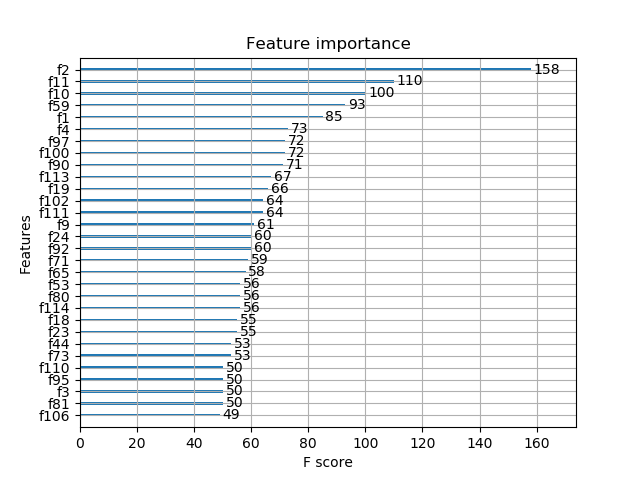 Feature importance
f2 158
f11 110
f10 100
f59 93
f1 85
f4 73
f97 72
f100 72
f90 71
f113 67
f19 66
f102 64
f111 64
f9 61
f24 60
f92 60
f71 59
f65 58
f53 56
f80 56
f114 56
f18 55
f23 55
f44 53
f73 53
f110 50
f95 50
f3 50
f81 50
f106 49
Features
0 20 40 60 80 100 120 140 160
F score